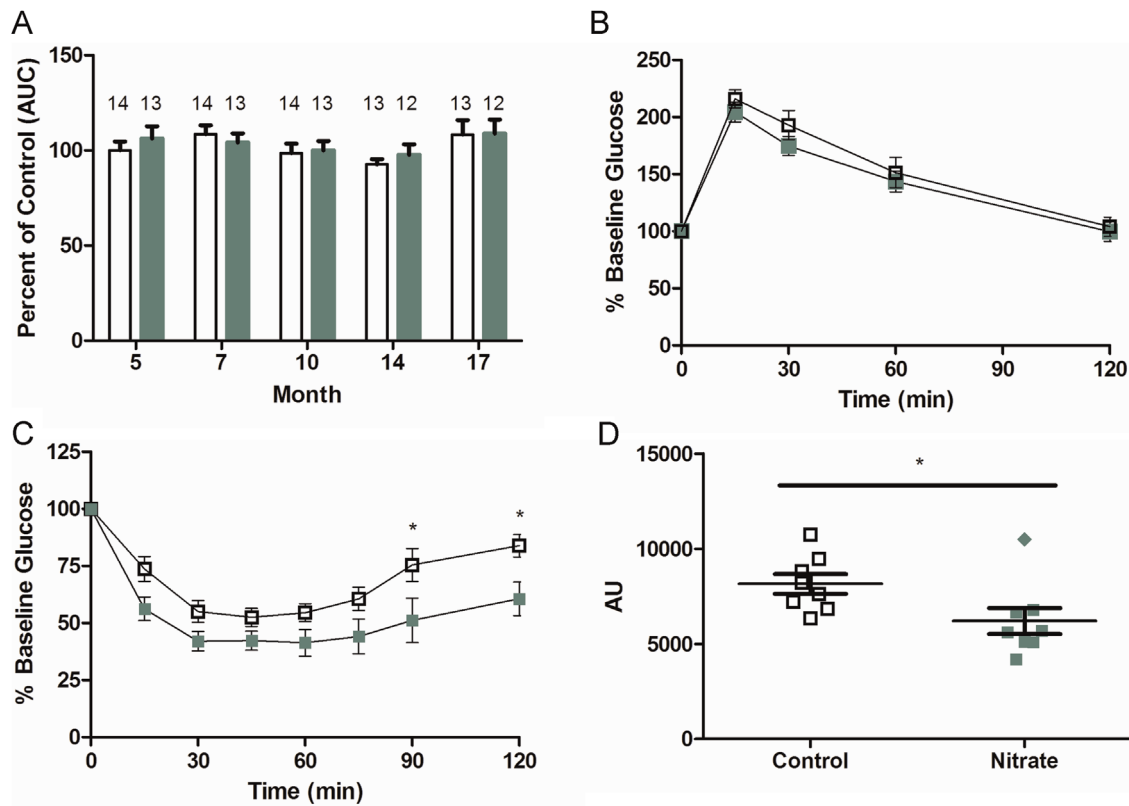 A
Percent of Control (AUC)
150
100
50
0
14 13 14 13 14 13 13 12 13 12
5 7 10 14 17
Month
B
% Baseline Glucose
250
200
150
100
50
0
0 30 60 90 120
Time (min)
C
% Baseline Glucose
125
100
75
50
25
0
* *
0 30 60 90 120
Time (min)
D
AU
15000
10000
5000
0
*
Control Nitrate